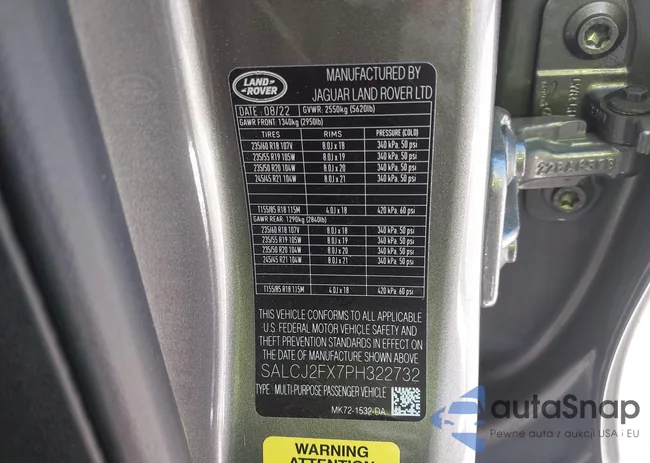 LAND
ROVER
MANUFACTURED BY
JAGUAR LAND ROVER LTD
DATE: 08/22 GVWR: 2550kg (5620lb)
GAWR FRONT: 1340kg (2950lb)
TIRES RIMS PRESSURE (COLD)
235/60 R18 107V 8.0J x 18 340 kPa, 50 psi
235/55 R19 105W 8.0J x 19 340 kPa, 50 psi
235/50 R20 104W 8.0J x 20 340 kPa, 50 psi
245/45 R21 104W 8.0J x 21 340 kPa, 50 psi
T155/85 R18 115M 4.0J x 18 420 kPa, 60 psi
GAWR REAR: 1290kg (2840lb)
235/60 R18 107V 8.0J x 18 340 kPa, 50 psi
235/55 R19 105W 8.0J x 19 340 kPa, 50 psi
235/50 R20 104W 8.0J x 20 340 kPa, 50 psi
245/45 R21 104W 8.0J x 21 340 kPa, 50 psi
T155/85 R18 115M 4.0J x 18 420 kPa, 60 psi
THIS VEHICLE CONFORMS TO ALL APPLICABLE
U.S. FEDERAL MOTOR VEHICLE SAFETY AND
THEFT PREVENTION STANDARDS IN EFFECT ON
THE DATE OF MANUFACTURE SHOWN ABOVE
SALCJ2FX7PH322732
TYPE: MULTI-PURPOSE PASSENGER VEHICLE
MK72-1532-DA
WARNING
ATTENTION
autaSnap
Pewne auta z aukcji USA i EU